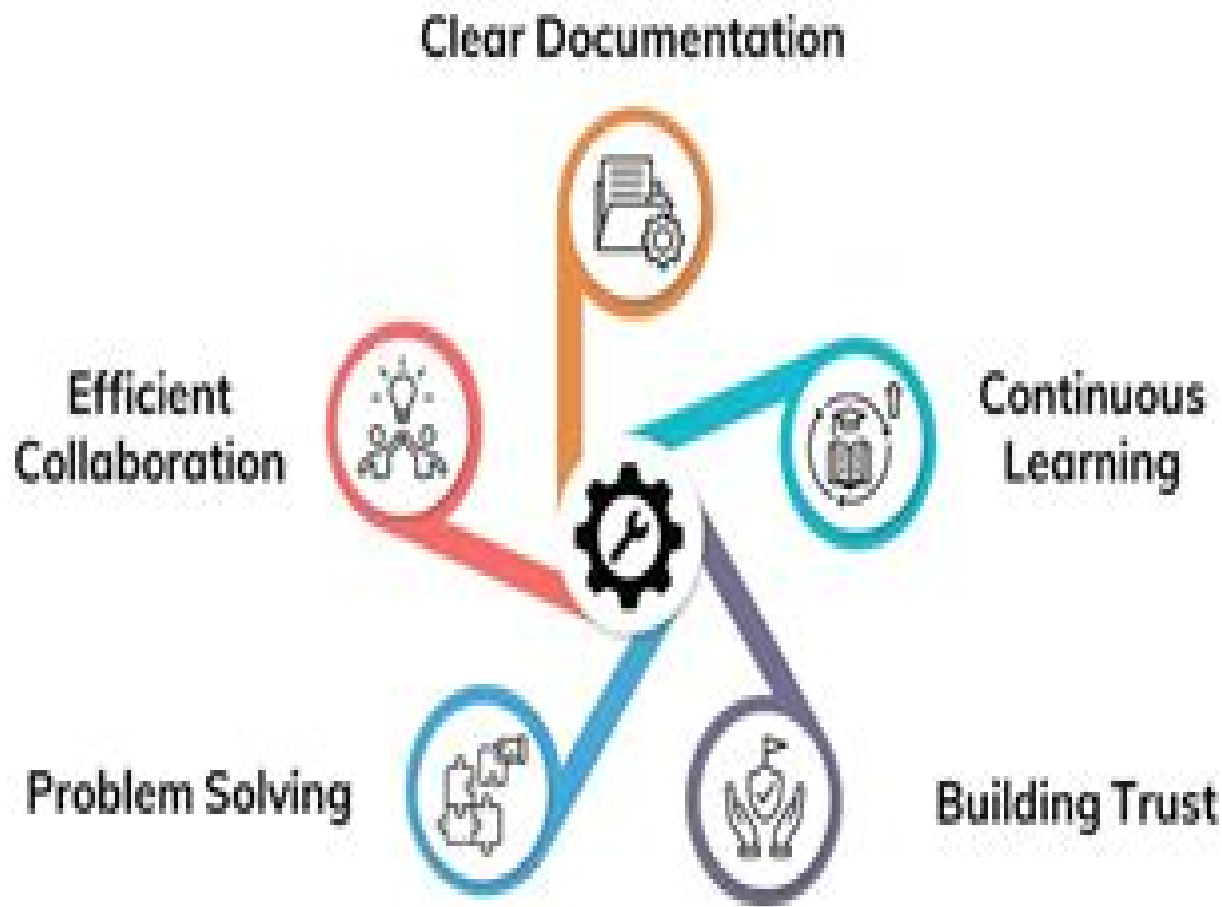 Clear Documentation
Efficient
Collaboration
Continuous
Learning
Problem Solving
Building Trust